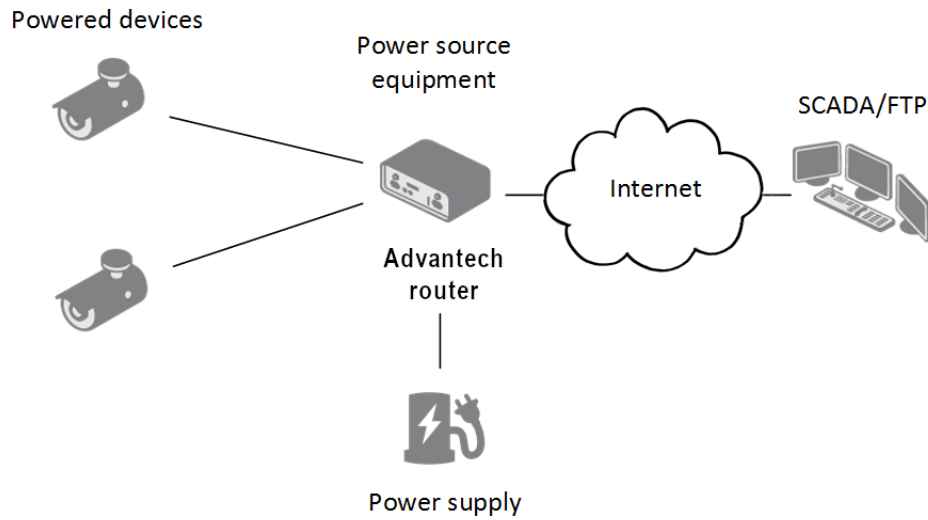 Powered devices
Power source
equipment
SCADA/FTP
Internet
Advantech
router
Power supply